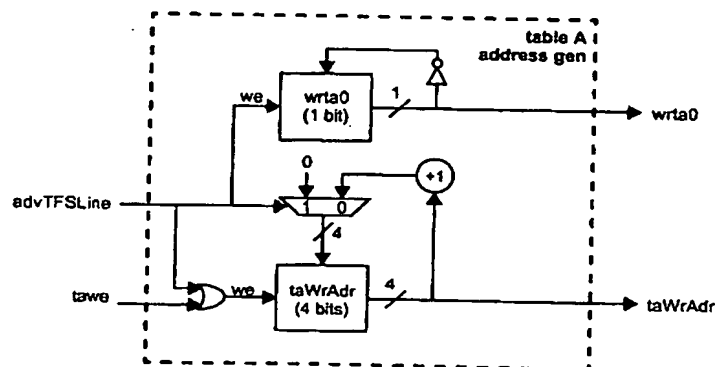 table A
address gen
1
we
wrta0
(1 bit)
wrta0
0
+1
advTFSLine
1 0
4
4
tawe
we
taWrAdr
(4 bits)
taWrAdr